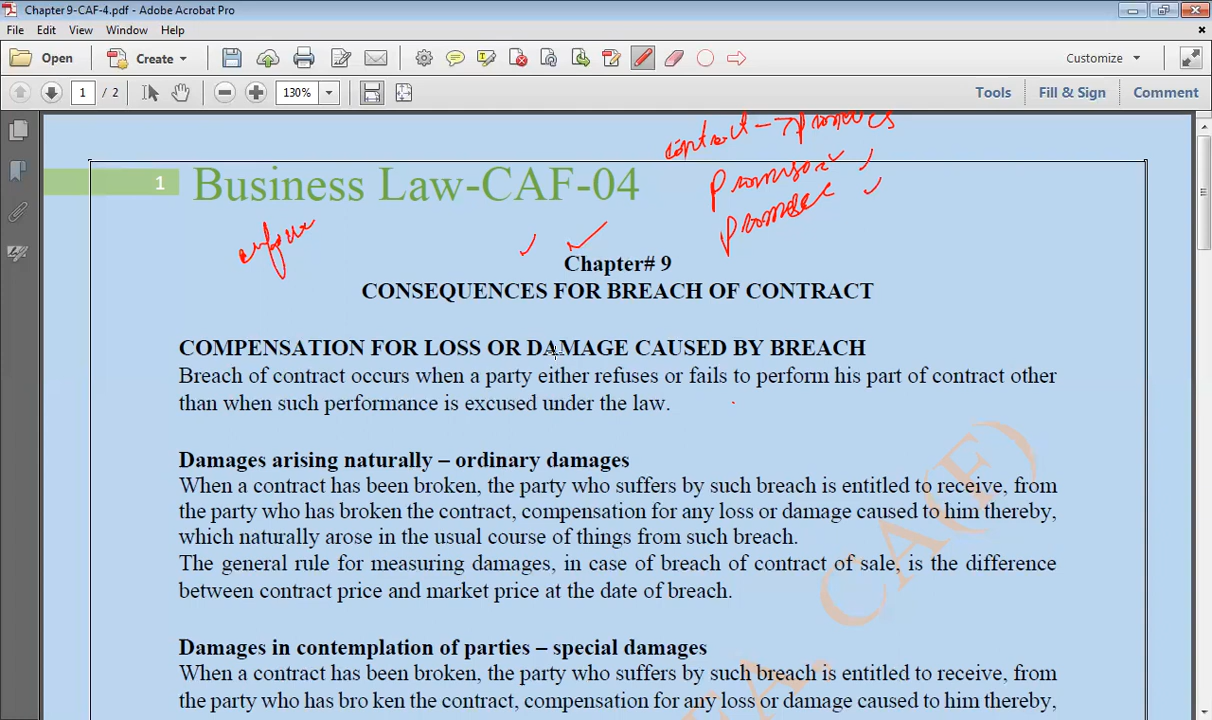 Chapter 9-CAF-4.pdf - Adobe Acrobat Pro
File Edit View Window Help
Open Create Customize
1 / 2 130% Tools Fill & Sign Comment
contract -> Promises
1 Business Law-CAF-04
Promisor
Promisee
Chapter# 9
CONSEQUENCES FOR BREACH OF CONTRACT
COMPENSATION FOR LOSS OR DAMAGE CAUSED BY BREACH
Breach of contract occurs when a party either refuses or fails to perform his part of contract other
than when such performance is excused under the law.
Damages arising naturally – ordinary damages
When a contract has been broken, the party who suffers by such breach is entitled to receive, from
the party who has broken the contract, compensation for any loss or damage caused to him thereby,
which naturally arose in the usual course of things from such breach.
The general rule for measuring damages, in case of breach of contract of sale, is the difference
between contract price and market price at the date of breach.
Damages in contemplation of parties – special damages
When a contract has been broken, the party who suffers by such breach is entitled to receive, from
the party who has bro ken the contract, compensation for any loss or damage caused to him thereby,
CA(F)